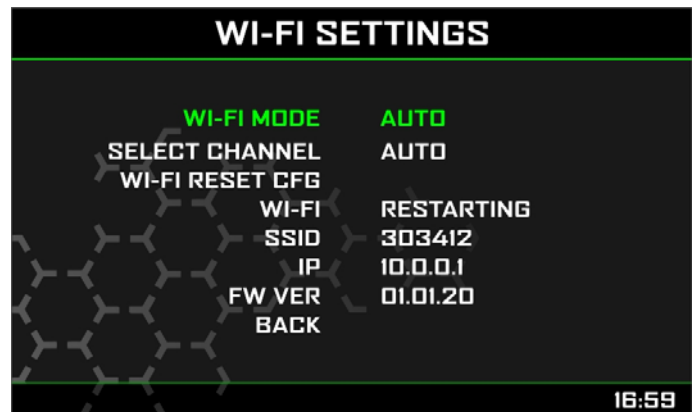 WI-FI SETTINGS
WI-FI MODE AUTO
SELECT CHANNEL AUTO
WI-FI RESET CFG
WI-FI RESTARTING
SSID 303412
IP 10.0.0.1
FW VER 01.01.20
BACK
16:59